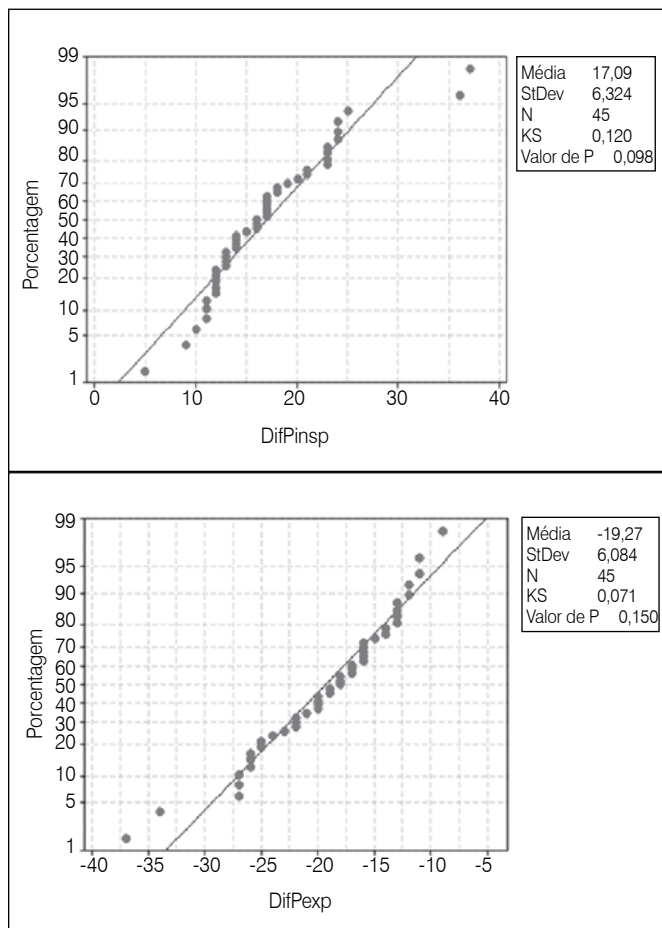 99
95
90
80
70
60
50
40
30
20
10
5
1
Porcentagem
0 10 20 30 40
DifPinsp
Média 17,09
StDev 6,324
N 45
KS 0,120
Valor de P 0,098
99
95
90
80
70
60
50
40
30
20
10
5
1
Porcentagem
-40 -35 -30 -25 -20 -15 -10 -5
DifPexp
Média -19,27
StDev 6,084
N 45
KS 0,071
Valor de P 0,150